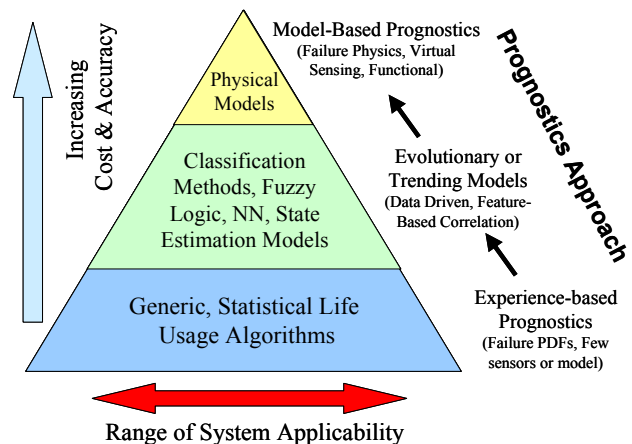 Increasing
Cost & Accuracy
Physical
Models
Classification
Methods, Fuzzy
Logic, NN, State
Estimation Models
Generic, Statistical Life
Usage Algorithms
Model-Based Prognostics
(Failure Physics, Virtual
Sensing, Functional)
Evolutionary or
Trending Models
(Data Driven, Feature-
Based Correlation)
Experience-based
Prognostics
(Failure PDFs, Few
sensors or model)
Prognostics Approach
Range of System Applicability